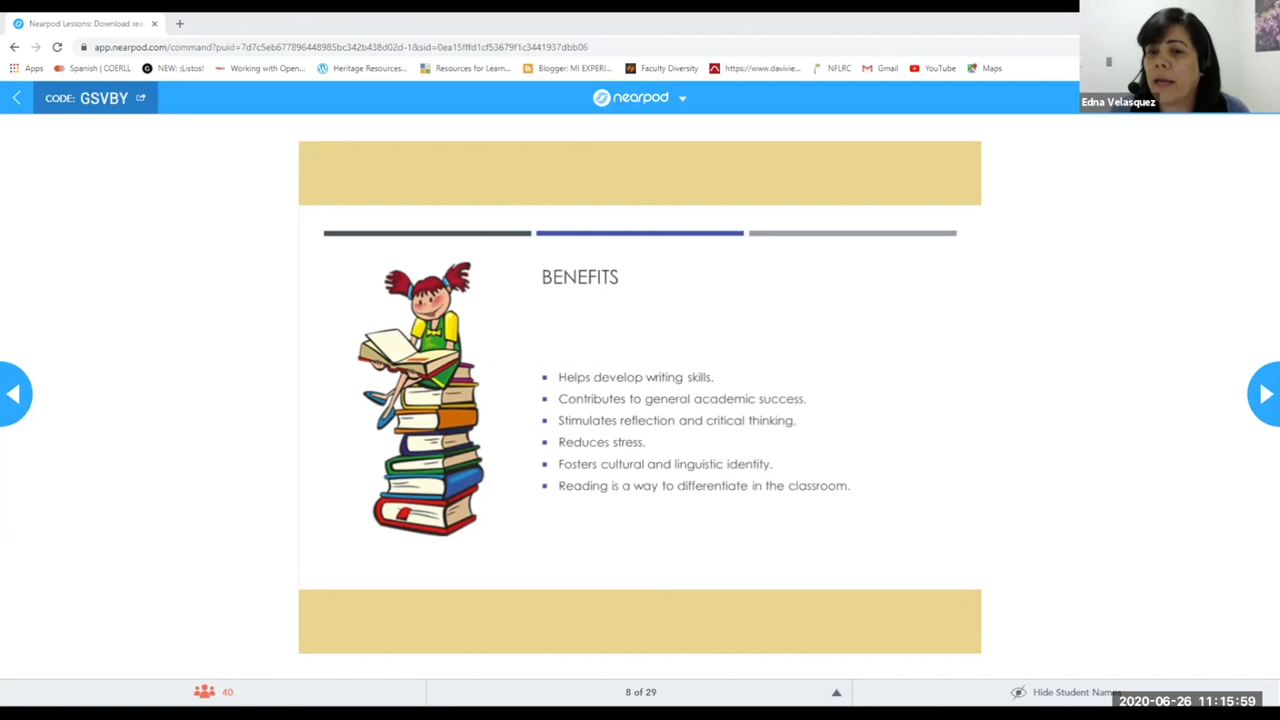 Nearpod Lessons: Download rea
app.nearpod.com/command?puid=7d7c5eb677896448985bc342b438d02d-1&sid=0ea15fffd1cf53679f1c3441937dbb06
Apps Spanish | COERLL NEW: ¡Listos! Working with Open... Heritage Resources... Resources for Learn... Blogger: MI EXPERI... Faculty Diversity https://www.davivie... NFLRC Gmail YouTube Maps
CODE: GSVBY nearpod
Edna Velasquez
BENEFITS
Helps develop writing skills.
Contributes to general academic success.
Stimulates reflection and critical thinking.
Reduces stress.
Fosters cultural and linguistic identity.
Reading is a way to differentiate in the classroom.
40 8 of 29 Hide Student Names
2020-06-26 11:15:59